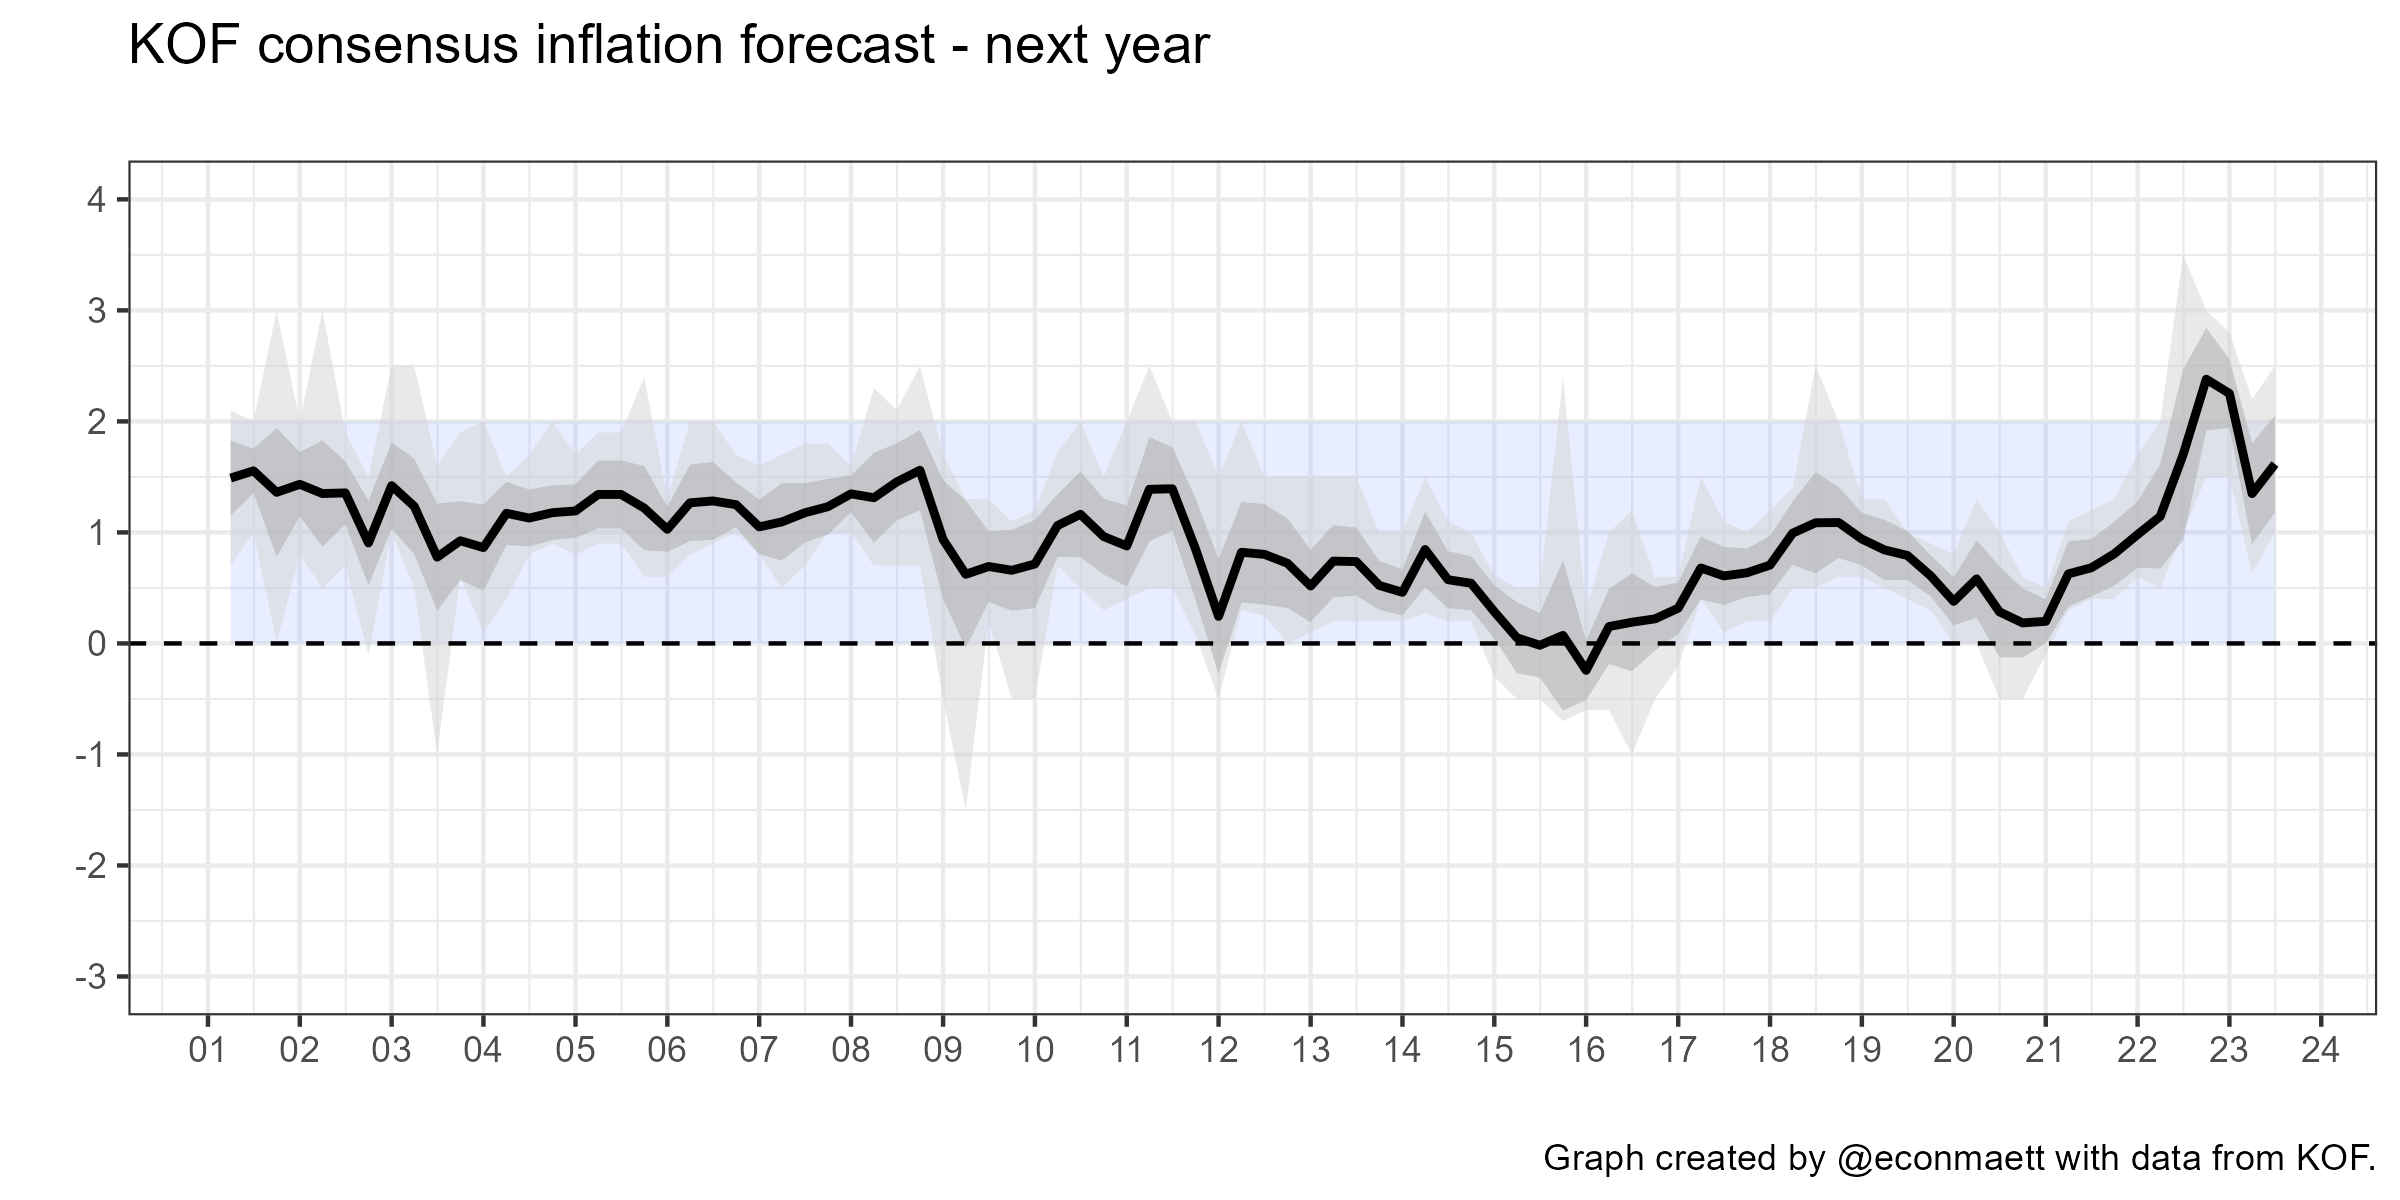 KOF consensus inflation forecast - next year
4
3
2
1
0
-1
-2
-3
01 02 03 04 05 06 07 08 09 10 11 12 13 14 15 16 17 18 19 20 01 22 23 24
Graph created by @econmaett with data from KOF.